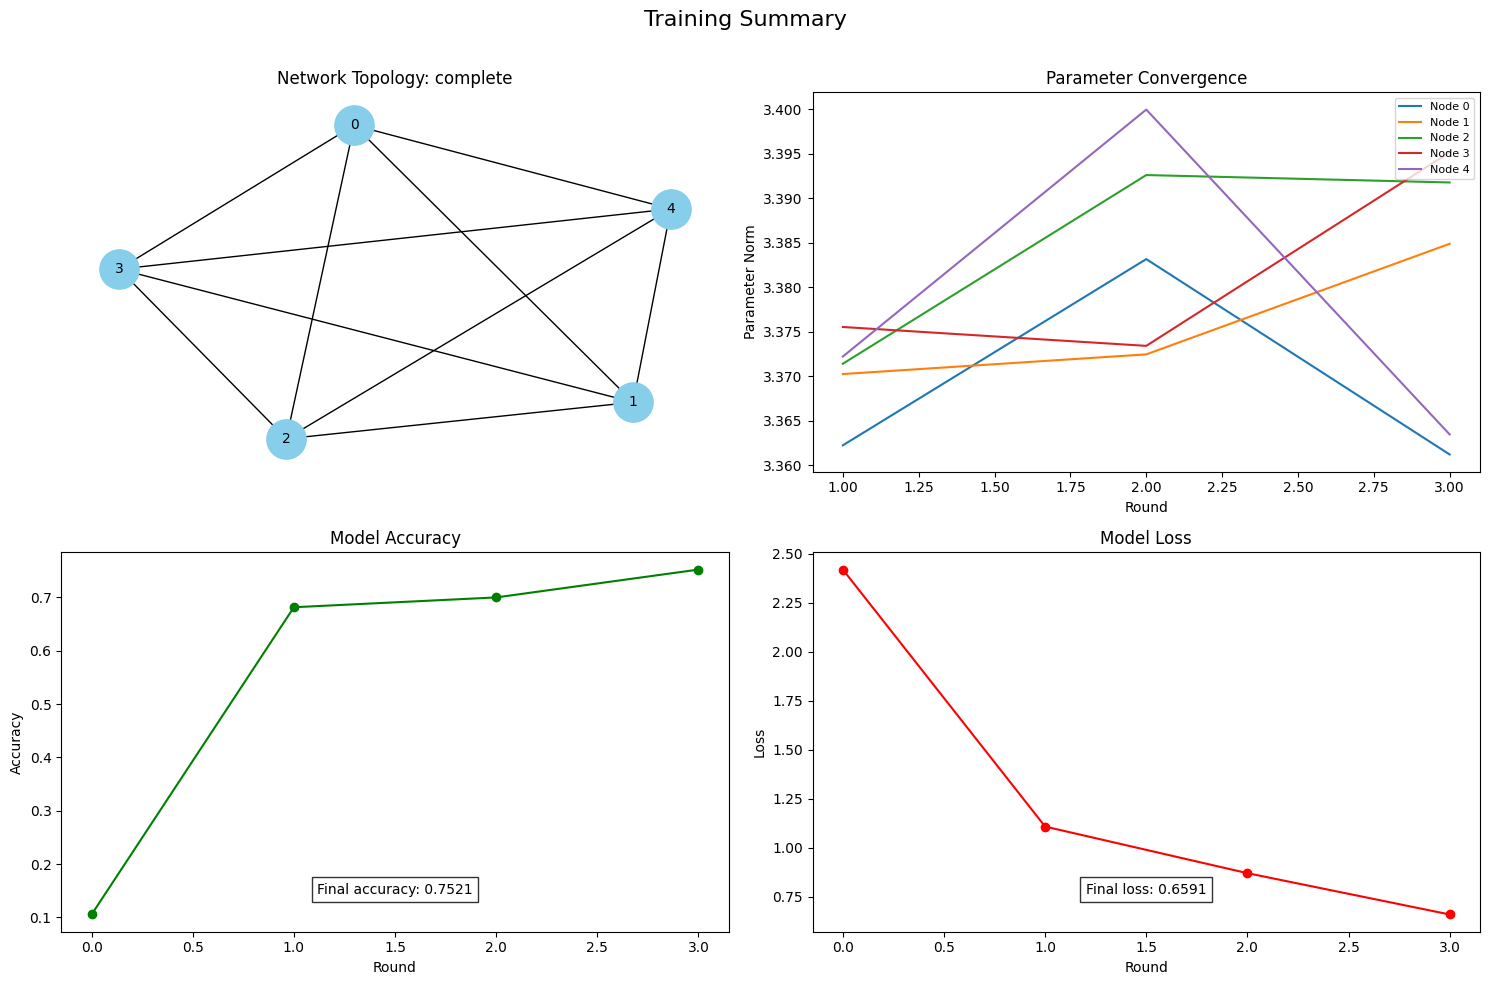 Training Summary
Network Topology: complete
0
4
3
1
2
Parameter Convergence
Parameter Norm
3.400
3.395
3.390
3.385
3.380
3.375
3.370
3.365
3.360
Node 0
Node 1
Node 2
Node 3
Node 4
1.00 1.25 1.50 1.75 2.00 2.25 2.50 2.75 3.00
Round
Model Accuracy
Accuracy
0.7
0.6
0.5
0.4
0.3
0.2
0.1
Final accuracy: 0.7521
0.0 0.5 1.0 1.5 2.0 2.5 3.0
Round
Model Loss
Loss
2.50
2.25
2.00
1.75
1.50
1.25
1.00
0.75
Final loss: 0.6591
0.0 0.5 1.0 1.5 2.0 2.5 3.0
Round